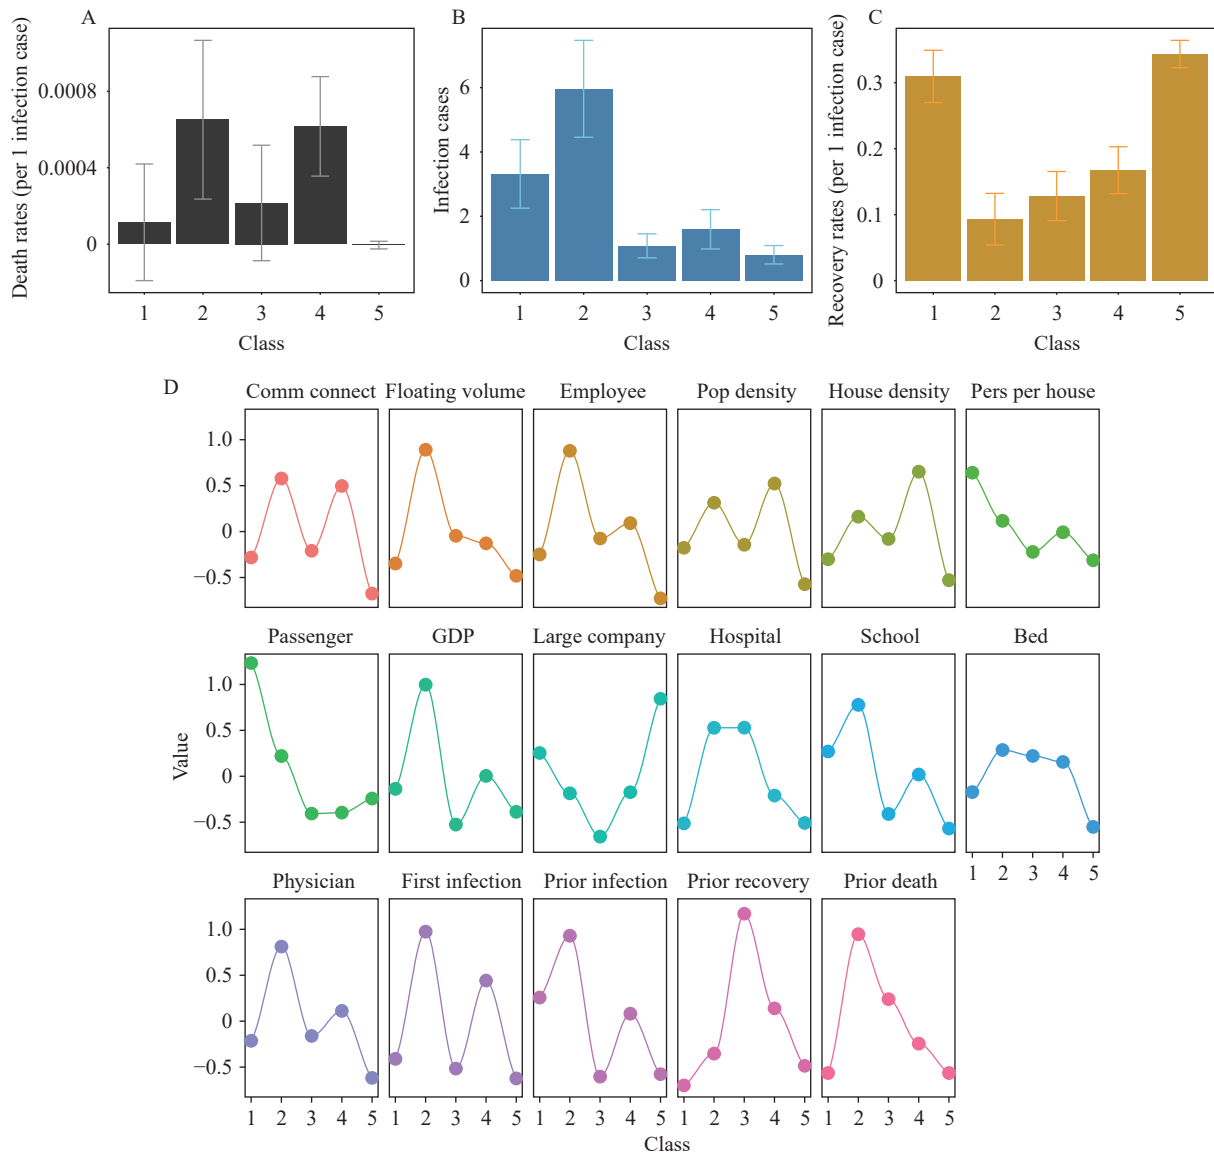 A
B
C
Death rates (per 1 infection case)
0.0008
0.0004
0
1 2 3 4 5
Class
Infection cases
6
4
2
0
1 2 3 4 5
Class
Recovery rates (per 1 infection case)
0.3
0.2
0.1
0
1 2 3 4 5
Class
D
Comm connect Floating volume Employee Pop density House density Pers per house
1.0
0.5
0
−0.5
Passenger GDP Large company Hospital School Bed
Value
1.0
0.5
0
−0.5
1 2 3 4 5
Physician First infection Prior infection Prior recovery Prior death
1.0
0.5
0
−0.5
1 2 3 4 5 1 2 3 4 5 1 2 3 4 5 1 2 3 4 5 1 2 3 4 5
Class